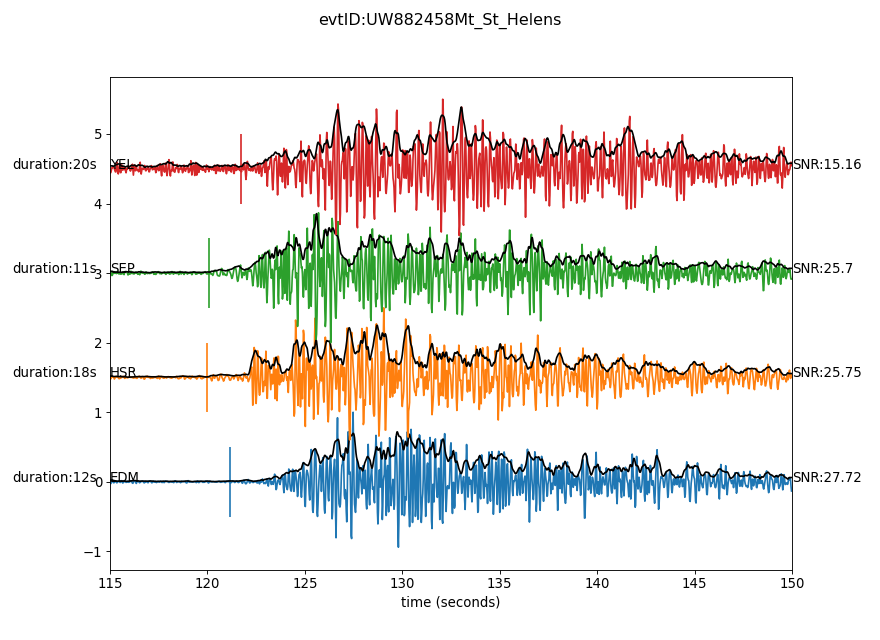 evtID:UW882458Mt_St_Helens
5
duration:20s YEL SNR:15.16
4
duration:11s 3 SEP SNR:25.7
2
duration:18s HSR SNR:25.75
1
duration:12s 0 EDM SNR:27.72
−1
115 120 125 130 135 140 145 150
time (seconds)